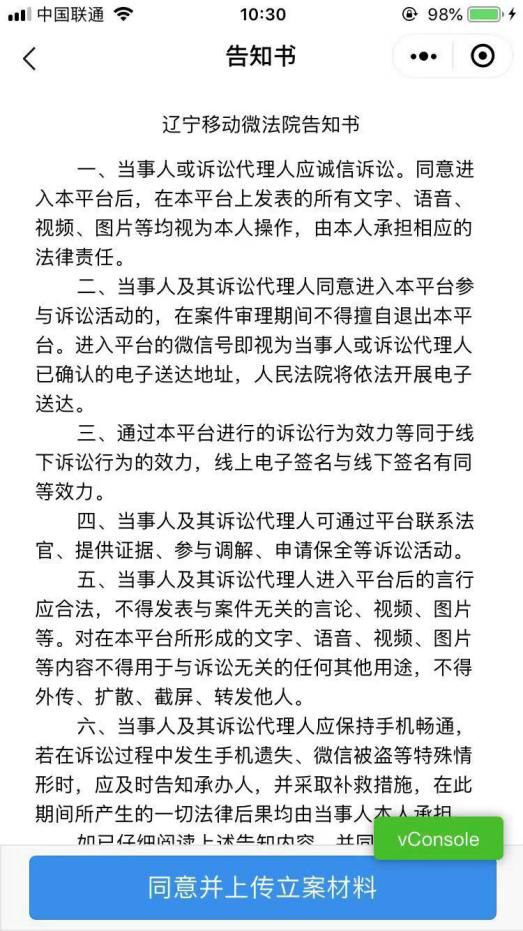 中国联通
10:30
98%
告知书
辽宁移动微法院告知书
一、当事人或诉讼代理人应诚信诉讼。同意进
入本平台后，在本平台上发表的所有文字、语音、
视频、图片等均视为本人操作，由本人承担相应的
法律责任。
二、当事人及其诉讼代理人同意进入本平台参
与诉讼活动的，在案件审理期间不得擅自退出本平
台。进入平台的微信号即视为当事人或诉讼代理人
已确认的电子送达地址，人民法院将依法开展电子
送达。
三、通过本平台进行的诉讼行为效力等同于线
下诉讼行为的效力，线上电子签名与线下签名有同
等效力。
四、当事人及其诉讼代理人可通过平台联系法
官、提供证据、参与调解、申请保全等诉讼活动。
五、当事人及其诉讼代理人进入平台后的言行
应合法，不得发表与案件无关的言论、视频、图片
等。对在本平台所形成的文字、语音、视频、图片
等内容不得用于与诉讼无关的任何其他用途，不得
外传、扩散、截屏、转发他人。
六、当事人及其诉讼代理人应保持手机畅通，
若在诉讼过程中发生手机遗失、微信被盗等特殊情
形时，应及时告知承办人，并采取补救措施，在此
期间所产生的一切法律后果均由当事人本人承担
如已仔细阅读上述告知内容，并同
vConsole
同意并上传立案材料